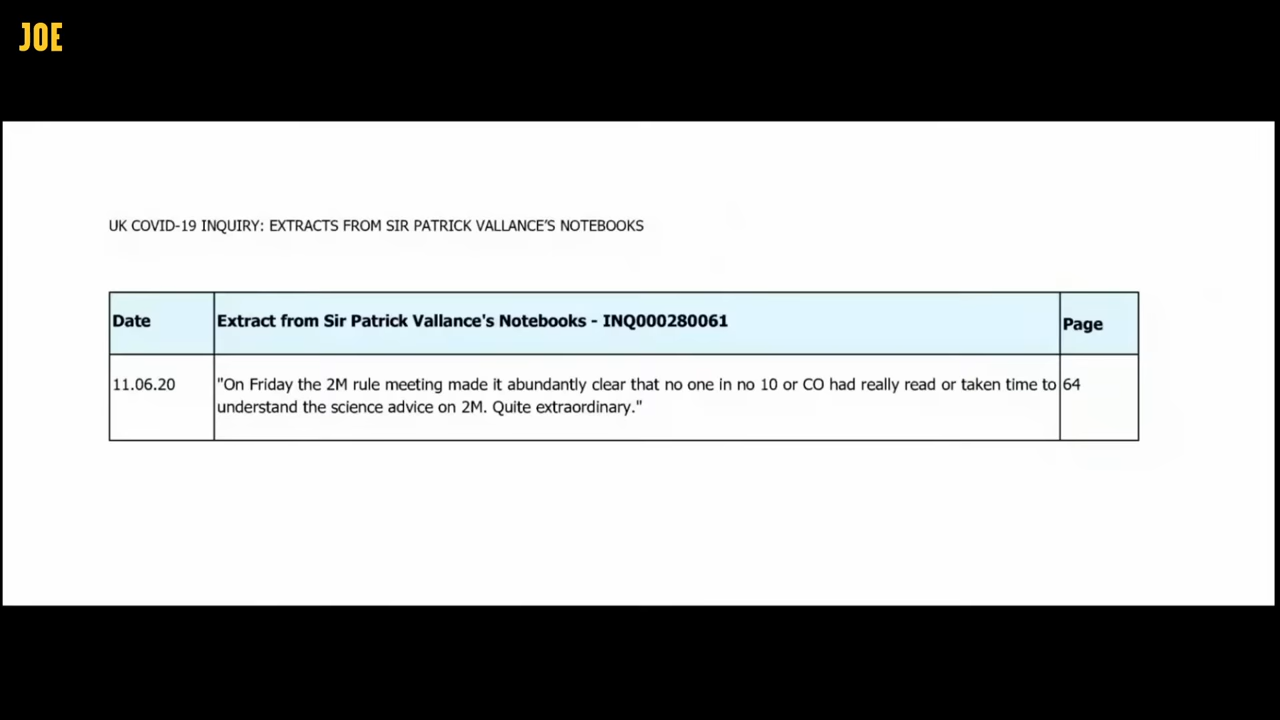 JOE
UK COVID-19 INQUIRY: EXTRACTS FROM SIR PATRICK VALLANCE'S NOTEBOOKS
Date Extract from Sir Patrick Vallance's Notebooks - INQ000280061 Page
11.06.20 "On Friday the 2M rule meeting made it abundantly clear that no one in no 10 or CO had really read or taken time to 64
understand the science advice on 2M. Quite extraordinary."